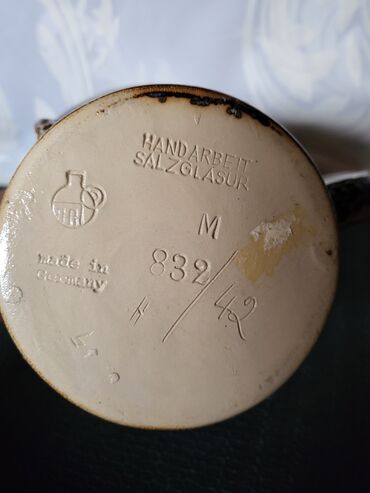 HANDARBEIT
SALZGLASUR
M
832/42
made in
Germany